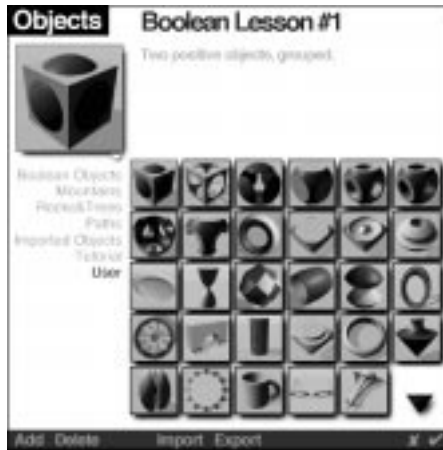 Objects
Boolean Lesson #1
Two positive objects, grouped.
Boolean Objects
Mountains
Rocks&Trees
Paths
Imported Objects
Tutorial
User
Add Delete Import Export